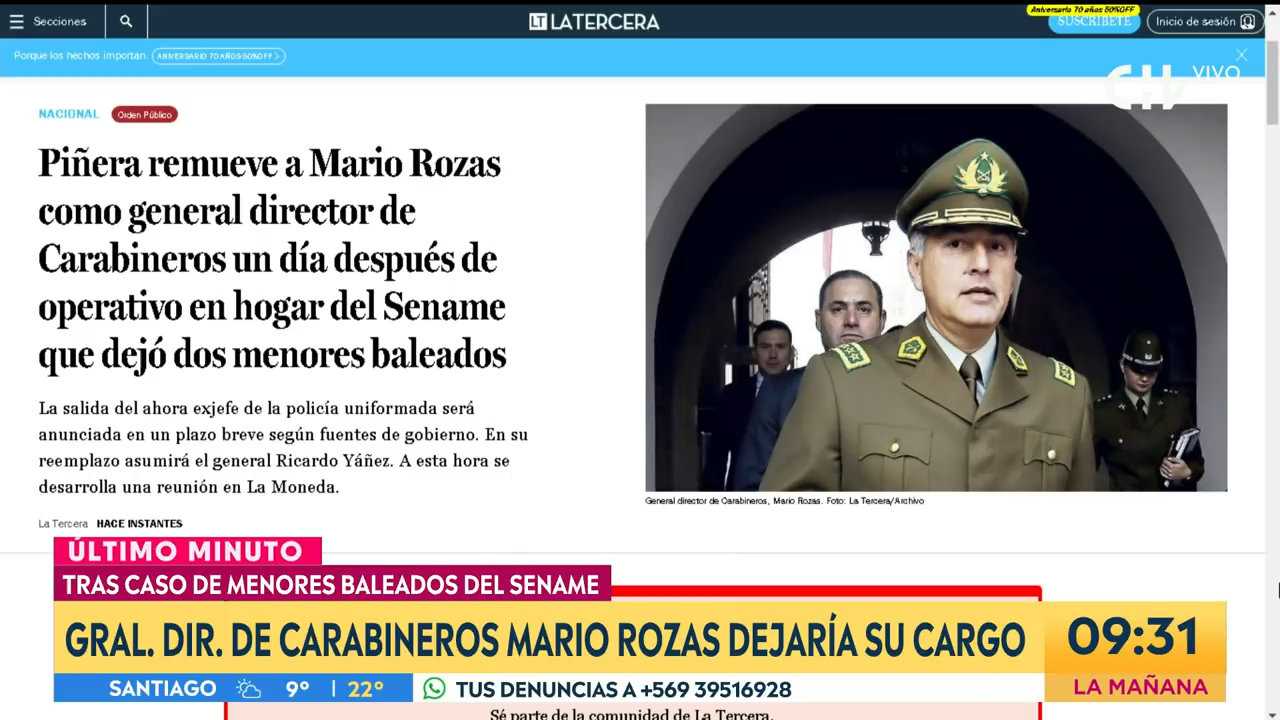 Secciones
LT LATERCERA
Aniversario 70 años 50%OFF
SUSCRÍBETE
Inicio de sesión
Porque los hechos importan.
ANIVERSARIO 70 AÑOS 50%OFF >
CHV VIVO
NACIONAL
Orden Público
Piñera remueve a Mario Rozas
como general director de
Carabineros un día después de
operativo en hogar del Sename
que dejó dos menores baleados
La salida del ahora exjefe de la policía uniformada será
anunciada en un plazo breve según fuentes de gobierno. En su
reemplazo asumirá el general Ricardo Yáñez. A esta hora se
desarrolla una reunión en La Moneda.
General director de Carabineros, Mario Rozas. Foto: La Tercera/Archivo
La Tercera HACE INSTANTES
ÚLTIMO MINUTO
TRAS CASO DE MENORES BALEADOS DEL SENAME
GRAL. DIR. DE CARABINEROS MARIO ROZAS DEJARÍA SU CARGO
09:31
LA MAÑANA
SANTIAGO 9° | 22°
TUS DENUNCIAS A +569 39516928
Sé parte de la comunidad de La Tercera.